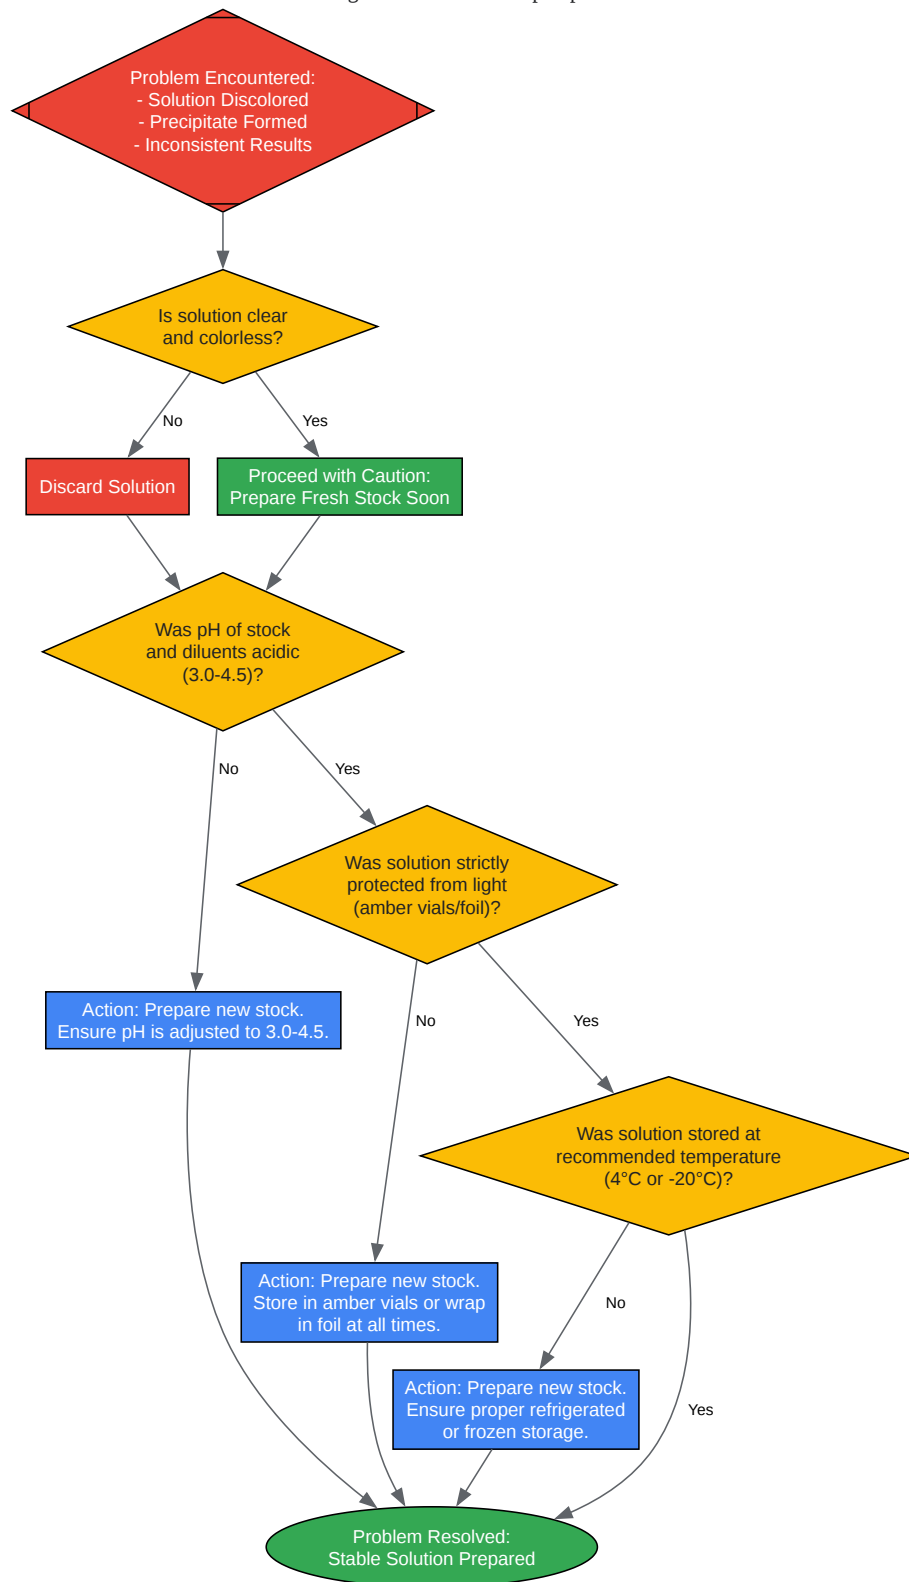 Problem Encountered:
- Solution Discolored
- Precipitate Formed
- Inconsistent Results
Is solution clear
and colorless?
No
Yes
Discard Solution
Proceed with Caution:
Prepare Fresh Stock Soon
Was pH of stock
and diluents acidic
(3.0-4.5)?
No
Yes
Was solution strictly
protected from light
(amber vials/foil)?
Action: Prepare new stock.
Ensure pH is adjusted to 3.0-4.5.
No
Yes
Was solution stored at
recommended temperature
(4°C or -20°C)?
Action: Prepare new stock.
Store in amber vials or wrap
in foil at all times.
No
Action: Prepare new stock.
Ensure proper refrigerated
or frozen storage.
Yes
Problem Resolved:
Stable Solution Prepared